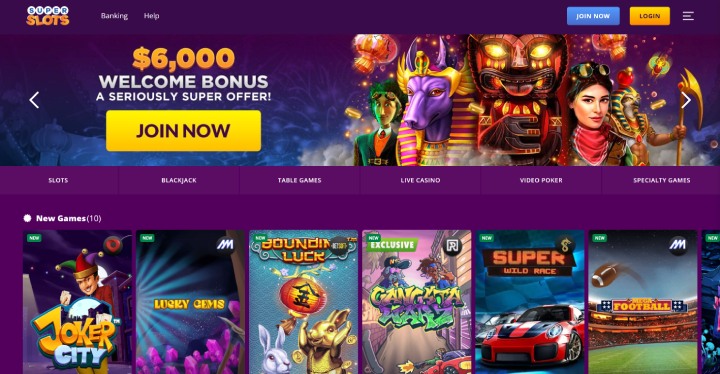 SUPER
SLOTS
Banking
Help
JOIN NOW
LOGIN
$6,000
WELCOME BONUS
A SERIOUSLY SUPER OFFER!
JOIN NOW
SLOTS
BLACKJACK
TABLE GAMES
LIVE CASINO
VIDEO POKER
SPECIALTY GAMES
New Games(10)
NEW
JOKER
CITY
NEW
LUCKY GEMS
NEW
LUCK
NEW
EXCLUSIVE
GANGSTA
WARZ
NEW
SUPER
WILD RACE
NEW
FOOTBALL
NEW